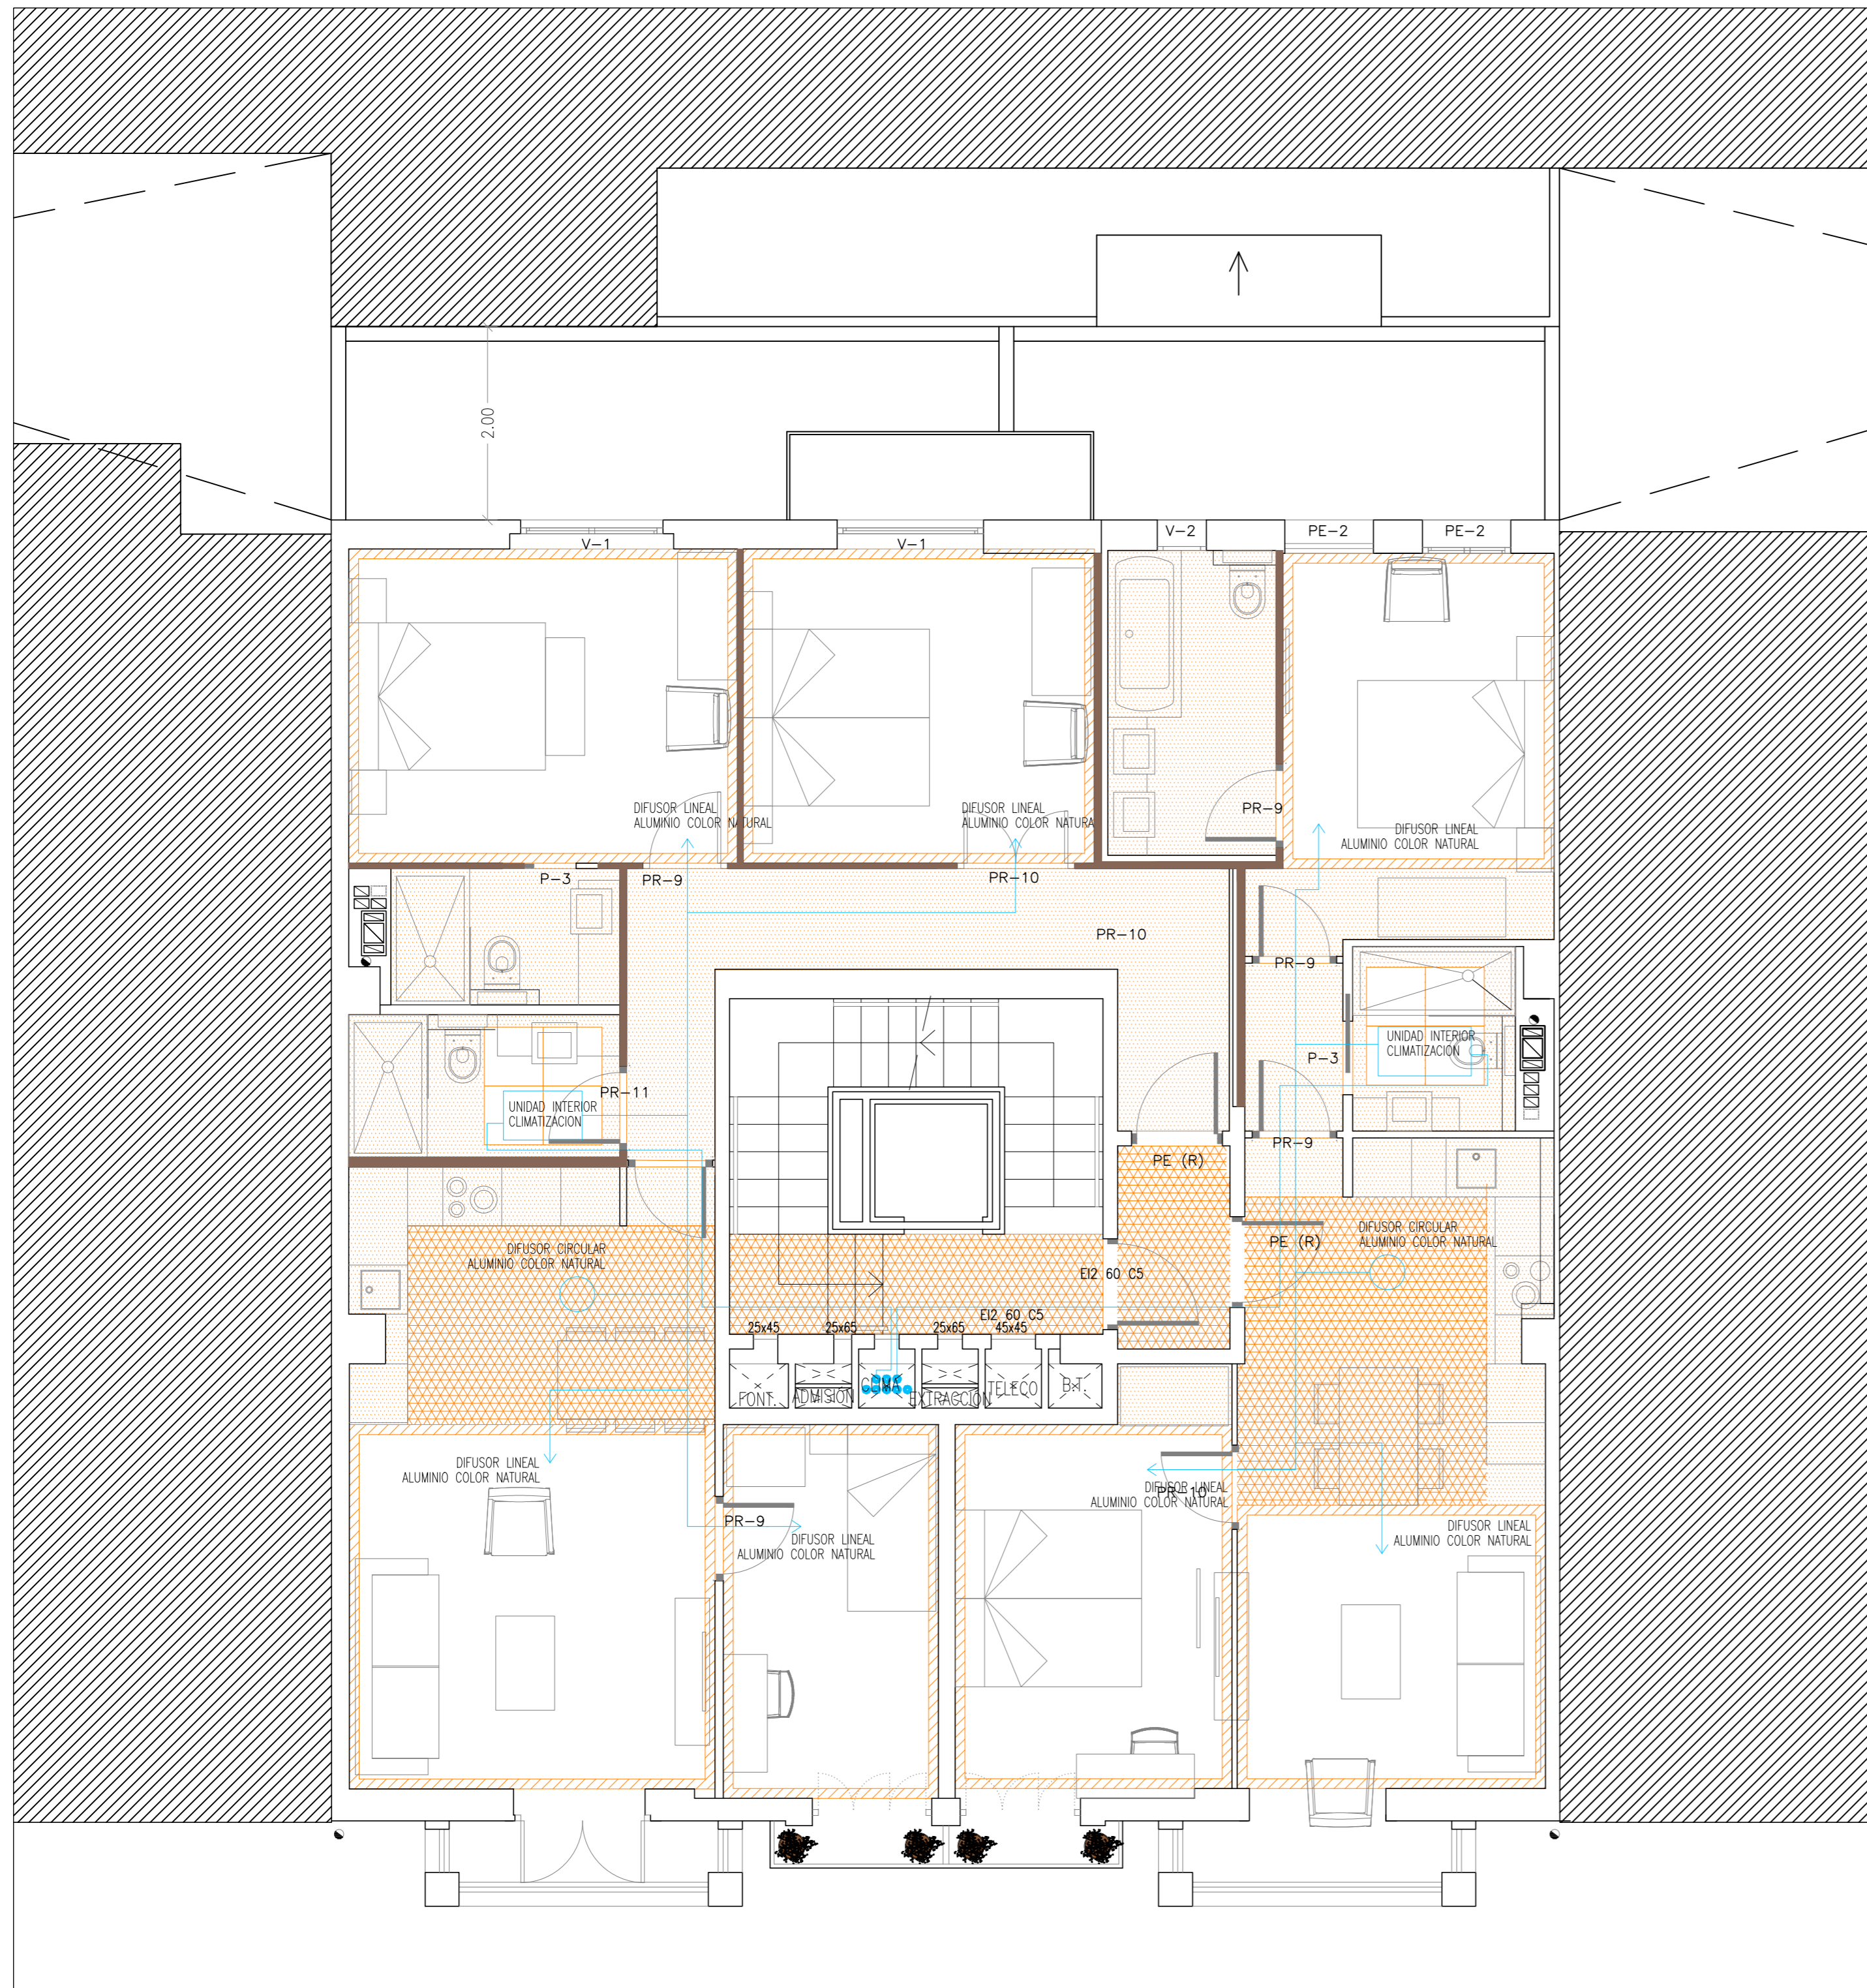 2.00
V-1
V-1
V-2
PE-2
PE-2
DIFUSOR LINEAL
ALUMINIO COLOR NATURAL
DIFUSOR LINEAL
ALUMINIO COLOR NATURA
PR-9
DIFUSOR LINEAL
ALUMINIO COLOR NATURAL
P-3
PR-9
PR-10
PR-10
PR-9
UNIDAD INTERIOR
CLIMATIZACION
P-3
PR-11
UNIDAD INTERIOR
CLIMATIZACION
PR-9
PE (R)
DIFUSOR CIRCULAR
ALUMINIO COLOR NATURAL
PE (R)
DIFUSOR CIRCULAR
ALUMINIO COLOR NATURAL
EI2 60 C5
EI2 60 C5
25x45
25x65
25x65
45x45
FONT.
ADMISION
CLIMA
EXTRACCION
TELECO
B.T.
DIFUSOR LINEAL
ALUMINIO COLOR NATURAL
DIFUSOR LINEAL
ALUMINIO COLOR NATURAL
PR-10
PR-9
DIFUSOR LINEAL
ALUMINIO COLOR NATURAL
DIFUSOR LINEAL
ALUMINIO COLOR NATURAL